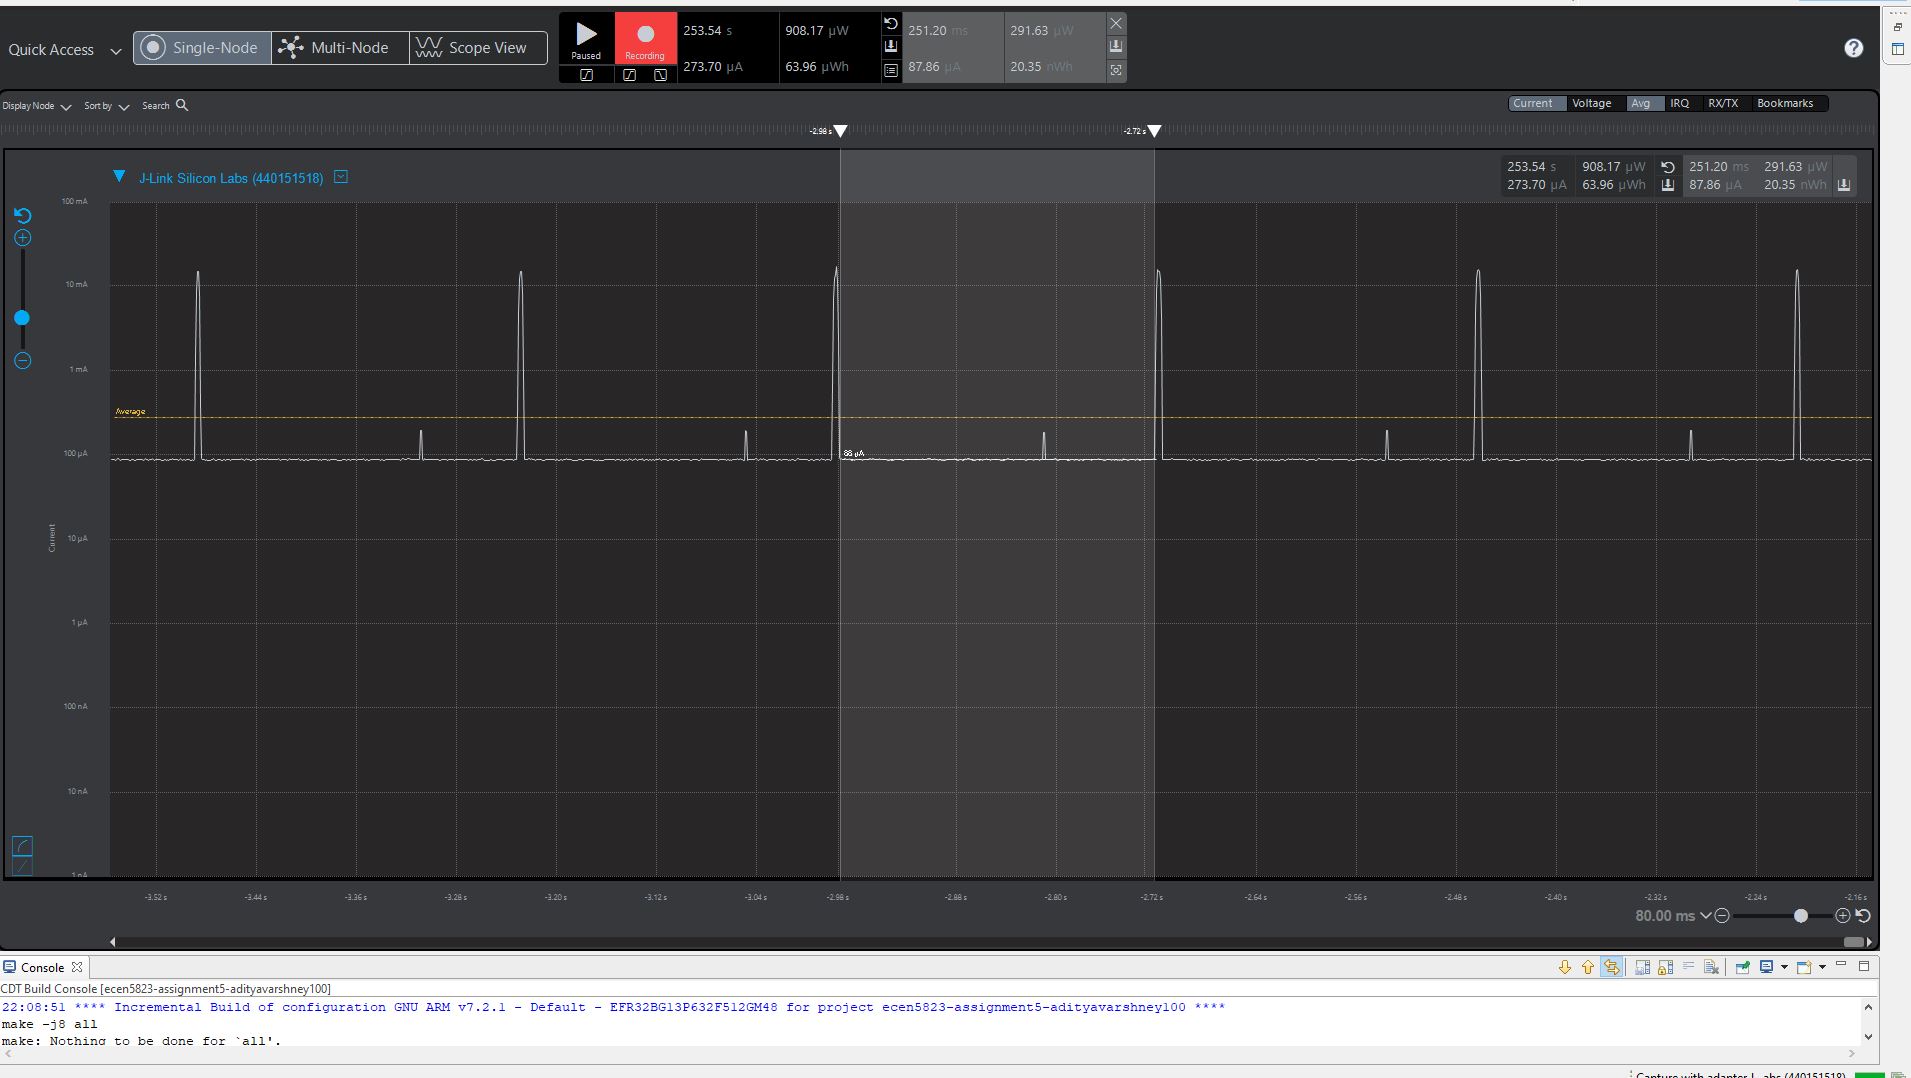 Quick Access
Single-Node
Multi-Node
Scope View
Paused
Recording
253.54 s
273.70 µA
908.17 µW
63.96 µWh
251.20 ms
87.86 µA
291.63 µW
20.35 nWh
Display Node
Sort by
Search
Current
Voltage
Avg
IRQ
RX/TX
Bookmarks
-2.98 s
-2.72 s
J-Link Silicon Labs (440151518)
253.54 s
908.17 µW
251.20 ms
291.63 µW
273.70 µA
63.96 µWh
87.86 µA
20.35 nWh
100 mA
10 mA
1 mA
Average
100 µA
88 µA
10 µA
Current
1 µA
100 nA
10 nA
1 nA
-3.52 s
-3.44 s
-3.36 s
-3.28 s
-3.20 s
-3.12 s
-3.04 s
-2.98 s
-2.88 s
-2.80 s
-2.72 s
-2.64 s
-2.56 s
-2.48 s
-2.40 s
-2.32 s
-2.24 s
-2.16 s
80.00 ms
Console
CDT Build Console [ecen5823-assignment5-adityavarshney100]
22:08:51 **** Incremental Build of configuration GNU ARM v7.2.1 - Default - EFR32BG13P632F512GM48 for project ecen5823-assignment5-adityavarshney100 ****
make -j8 all
make: Nothing to be done for `all'.
Capture with adapter J-Link Silicon Labs (440151518)